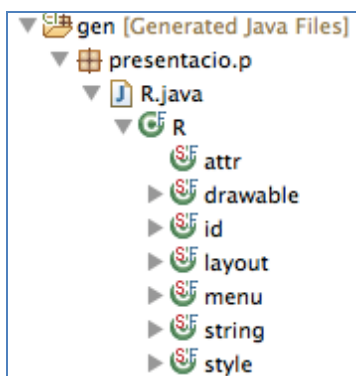 gen [Generated Java Files]
presentacio.p
R.java
R
attr
drawable
id
layout
menu
string
style